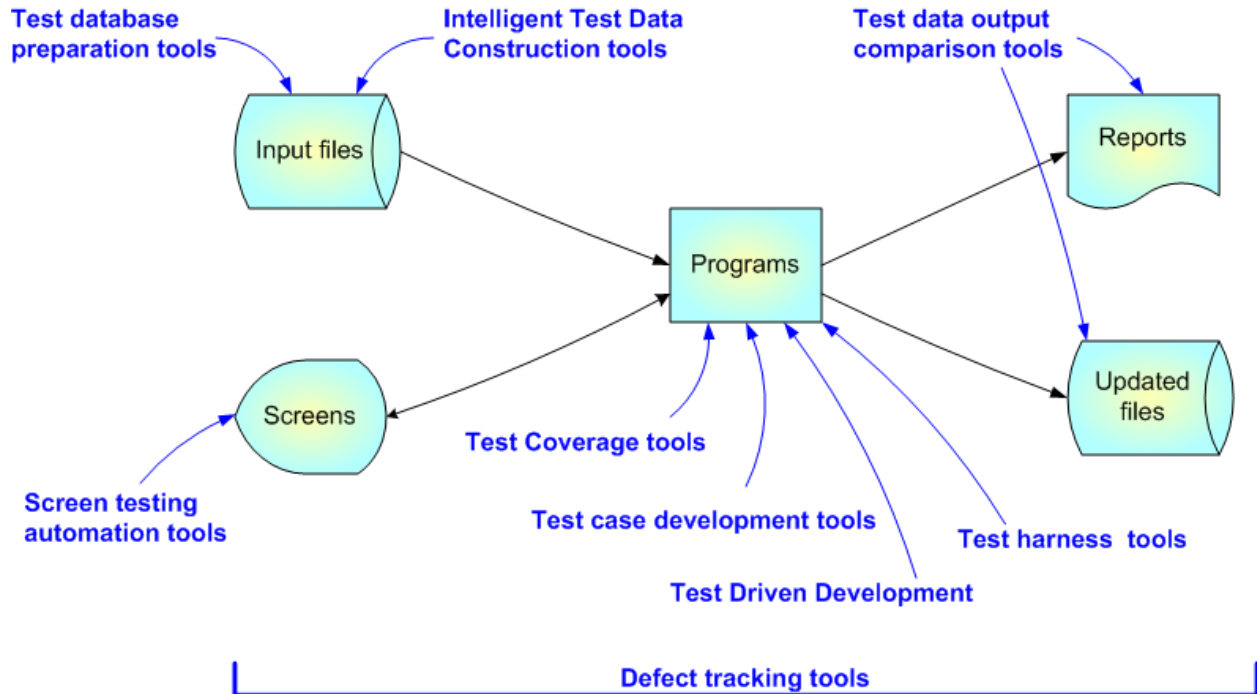 Test database
preparation tools
Intelligent Test Data
Construction tools
Test data output
comparison tools
Input files
Reports
Programs
Screens
Updated
files
Test Coverage tools
Screen testing
automation tools
Test case development tools
Test harness tools
Test Driven Development
Defect tracking tools